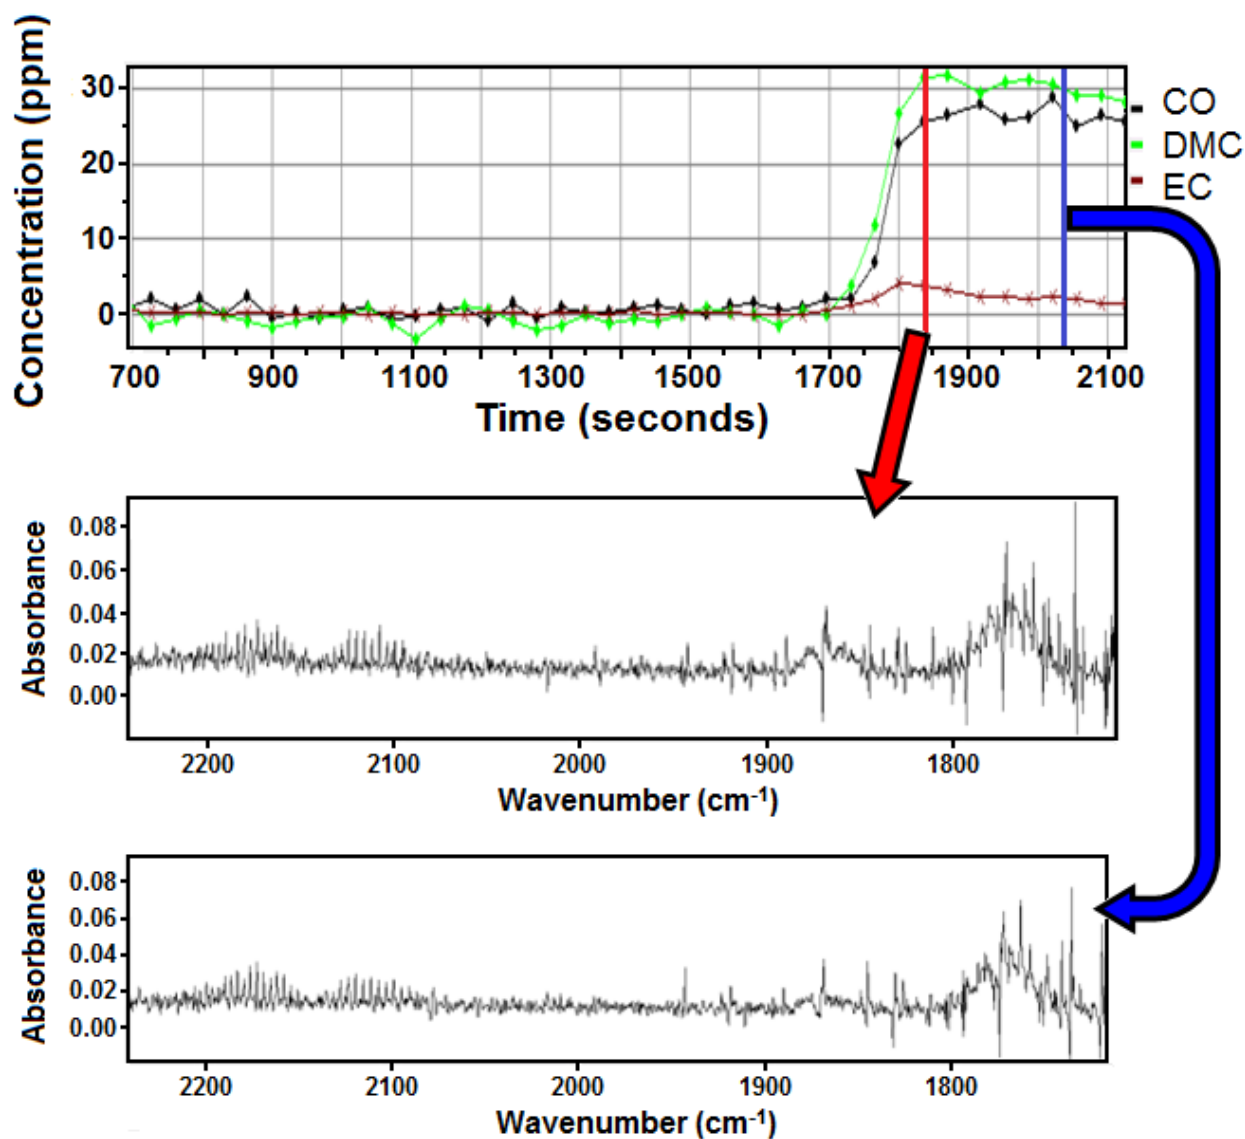 Concentration (ppm)
30
20
10
0
CO
DMC
EC
700 900 1100 1300 1500 1700 1900 2100
Time (seconds)
Absorbance
0.08
0.06
0.04
0.02
0.00
2200 2100 2000 1900 1800
Wavenumber (cm⁻¹)
Absorbance
0.08
0.06
0.04
0.02
0.00
2200 2100 2000 1900 1800
Wavenumber (cm⁻¹)